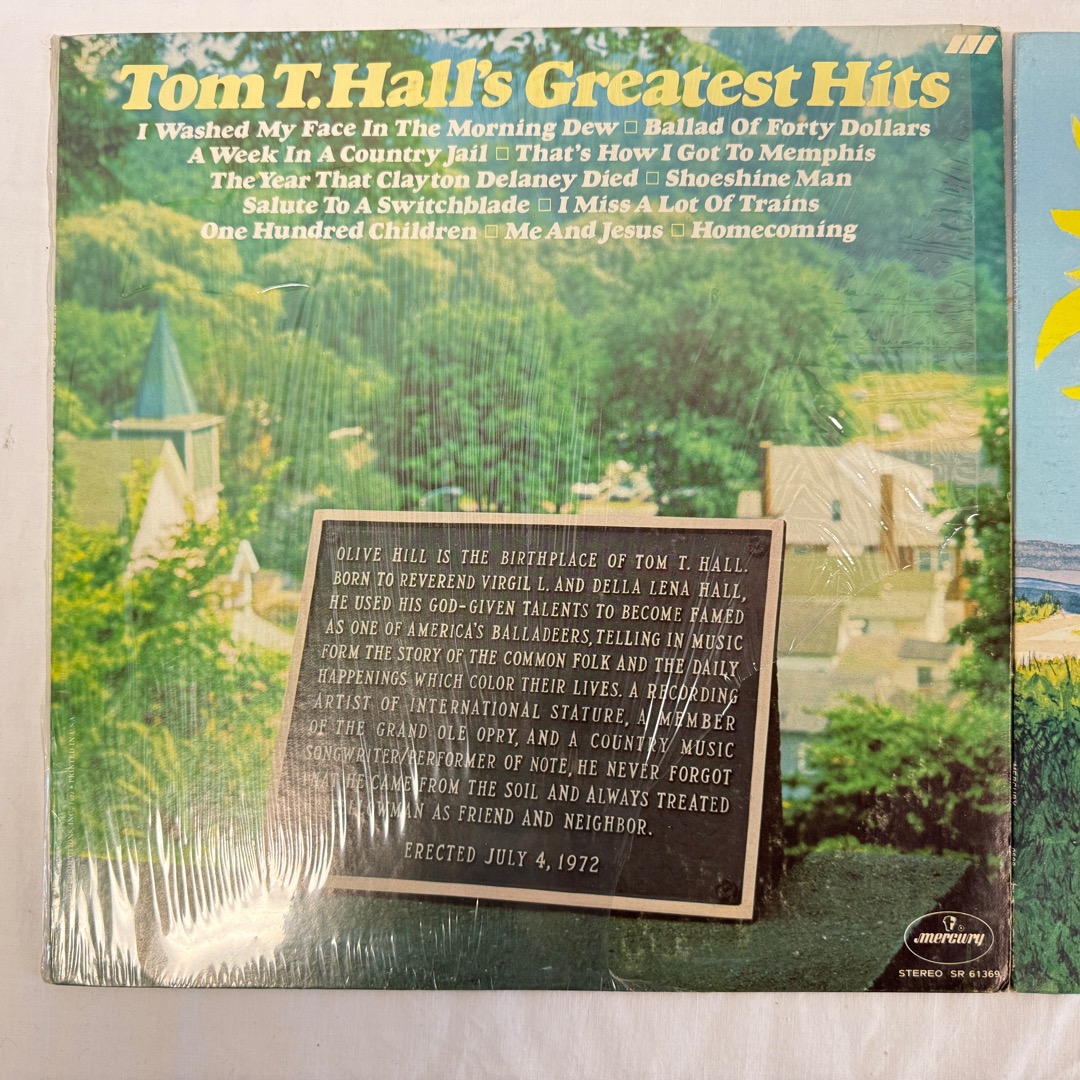 Tom T. Hall's Greatest Hits
I Washed My Face In The Morning Dew □ Ballad Of Forty Dollars
A Week In A Country Jail □ That's How I Got To Memphis
The Year That Clayton Delaney Died □ Shoeshine Man
Salute To A Switchblade □ I Miss A Lot Of Trains
One Hundred Children □ Me And Jesus □ Homecoming
OLIVE HILL IS THE BIRTHPLACE OF TOM T. HALL.
BORN TO REVEREND VIRGIL L. AND DELLA LENA HALL,
HE USED HIS GOD-GIVEN TALENTS TO BECOME FAMED
AS ONE OF AMERICA'S BALLADEERS, TELLING IN MUSIC
FORM THE STORY OF THE COMMON FOLK AND THE DAILY
HAPPENINGS WHICH COLOR THEIR LIVES. A RECORDING
ARTIST OF INTERNATIONAL STATURE, A MEMBER
OF THE GRAND OLE OPRY, AND A COUNTRY MUSIC
SONGWRITER/PERFORMER OF NOTE, HE NEVER FORGOT
THAT HE CAME FROM THE SOIL AND ALWAYS TREATED
AS FRIEND AND NEIGHBOR.
ERECTED JULY 4, 1972
mercury
STEREO SR 61369